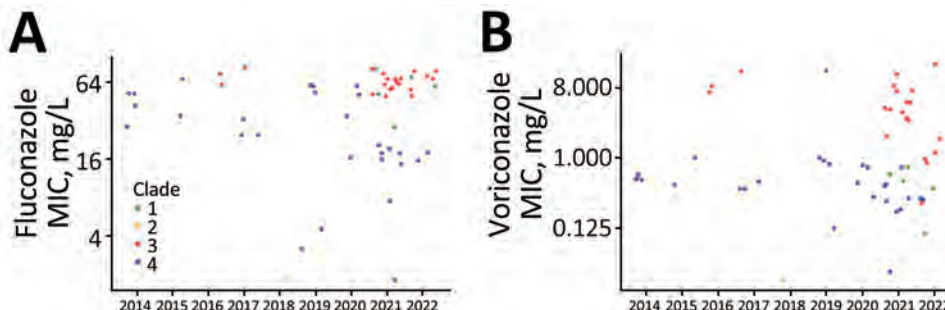 A
Fluconazole
MIC, mg/L
64
16
4
Clade
1
2
3
4
2014 2015 2016 2017 2018 2019 2020 2021 2022
B
Voriconazole
MIC, mg/L
8.000
1.000
0.125
2014 2015 2016 2017 2018 2019 2020 2021